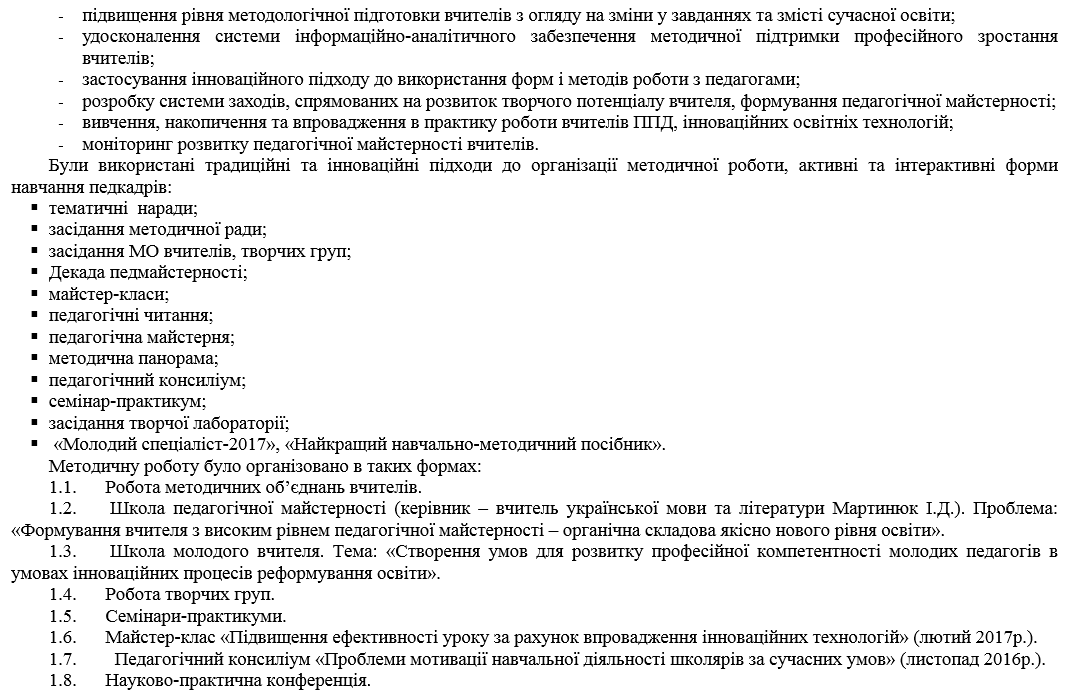 - підвищення рівня методологічної підготовки вчителів з огляду на зміни у завданнях та змісті сучасної освіти;
- удосконалення системи інформаційно-аналітичного забезпечення методичної підтримки професійного зростання
вчителів;
- застосування інноваційного підходу до використання форм і методів роботи з педагогами;
- розробку системи заходів, спрямованих на розвиток творчого потенціалу вчителя, формування педагогічної майстерності;
- вивчення, накопичення та впровадження в практику роботи вчителів ППД, інноваційних освітніх технологій;
- моніторинг розвитку педагогічної майстерності вчителів.
Були використані традиційні та інноваційні підходи до організації методичної роботи, активні та інтерактивні форми
навчання педкадрів:
▪ тематичні наради;
▪ засідання методичної ради;
▪ засідання МО вчителів, творчих груп;
▪ Декада педмайстерності;
▪ майстер-класи;
▪ педагогічні читання;
▪ педагогічна майстерня;
▪ методична панорама;
▪ педагогічний консиліум;
▪ семінар-практикум;
▪ засідання творчої лабораторії;
▪ «Молодий спеціаліст-2017», «Найкращий навчально-методичний посібник».
Методичну роботу було організовано в таких формах:
1.1. Робота методичних об’єднань вчителів.
1.2. Школа педагогічної майстерності (керівник – вчитель української мови та літератури Мартинюк І.Д.). Проблема:
«Формування вчителя з високим рівнем педагогічної майстерності – органічна складова якісно нового рівня освіти».
1.3. Школа молодого вчителя. Тема: «Створення умов для розвитку професійної компетентності молодих педагогів в
умовах інноваційних процесів реформування освіти».
1.4. Робота творчих груп.
1.5. Семінари-практикуми.
1.6. Майстер-клас «Підвищення ефективності уроку за рахунок впровадження інноваційних технологій» (лютий 2017р.).
1.7. Педагогічний консиліум «Проблеми мотивації навчальної діяльності школярів за сучасних умов» (листопад 2016р.).
1.8. Науково-практична конференція.